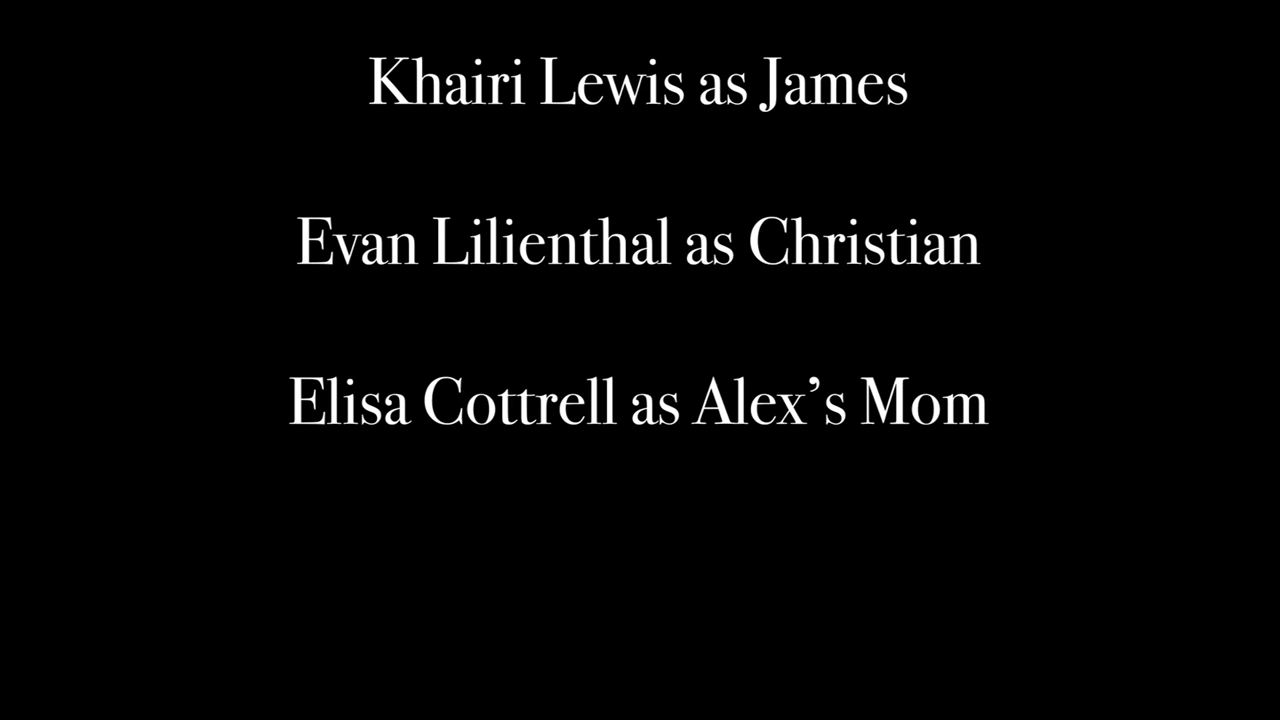 Khairi Lewis as James
Evan Lilienthal as Christian
Elisa Cottrell as Alex’s Mom